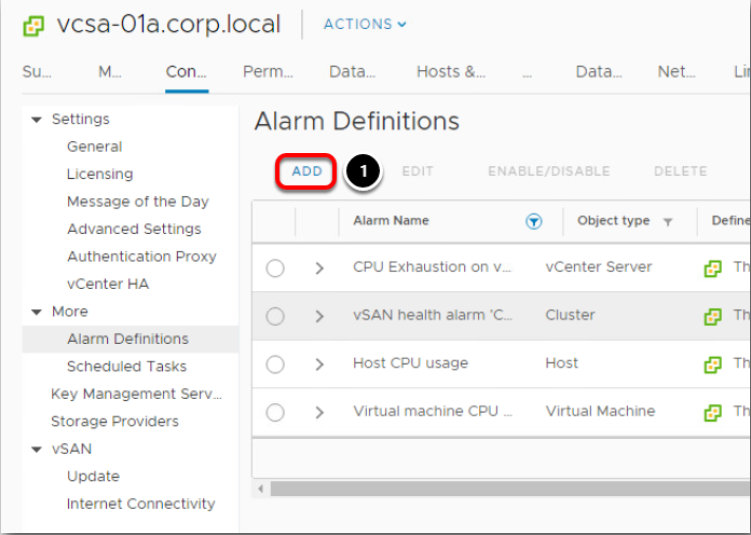 vcsa-01a.corp.local ACTIONS
Su... M... Con... Perm... Data... Hosts &... ... Data... Net... Li
Settings
General
Licensing
Message of the Day
Advanced Settings
Authentication Proxy
vCenter HA
More
Alarm Definitions
Scheduled Tasks
Key Management Serv...
Storage Providers
vSAN
Update
Internet Connectivity
Alarm Definitions
ADD 1 EDIT ENABLE/DISABLE DELETE
Alarm Name Object type Define
CPU Exhaustion on v... vCenter Server Th
vSAN health alarm 'C... Cluster Th
Host CPU usage Host Th
Virtual machine CPU ... Virtual Machine Th